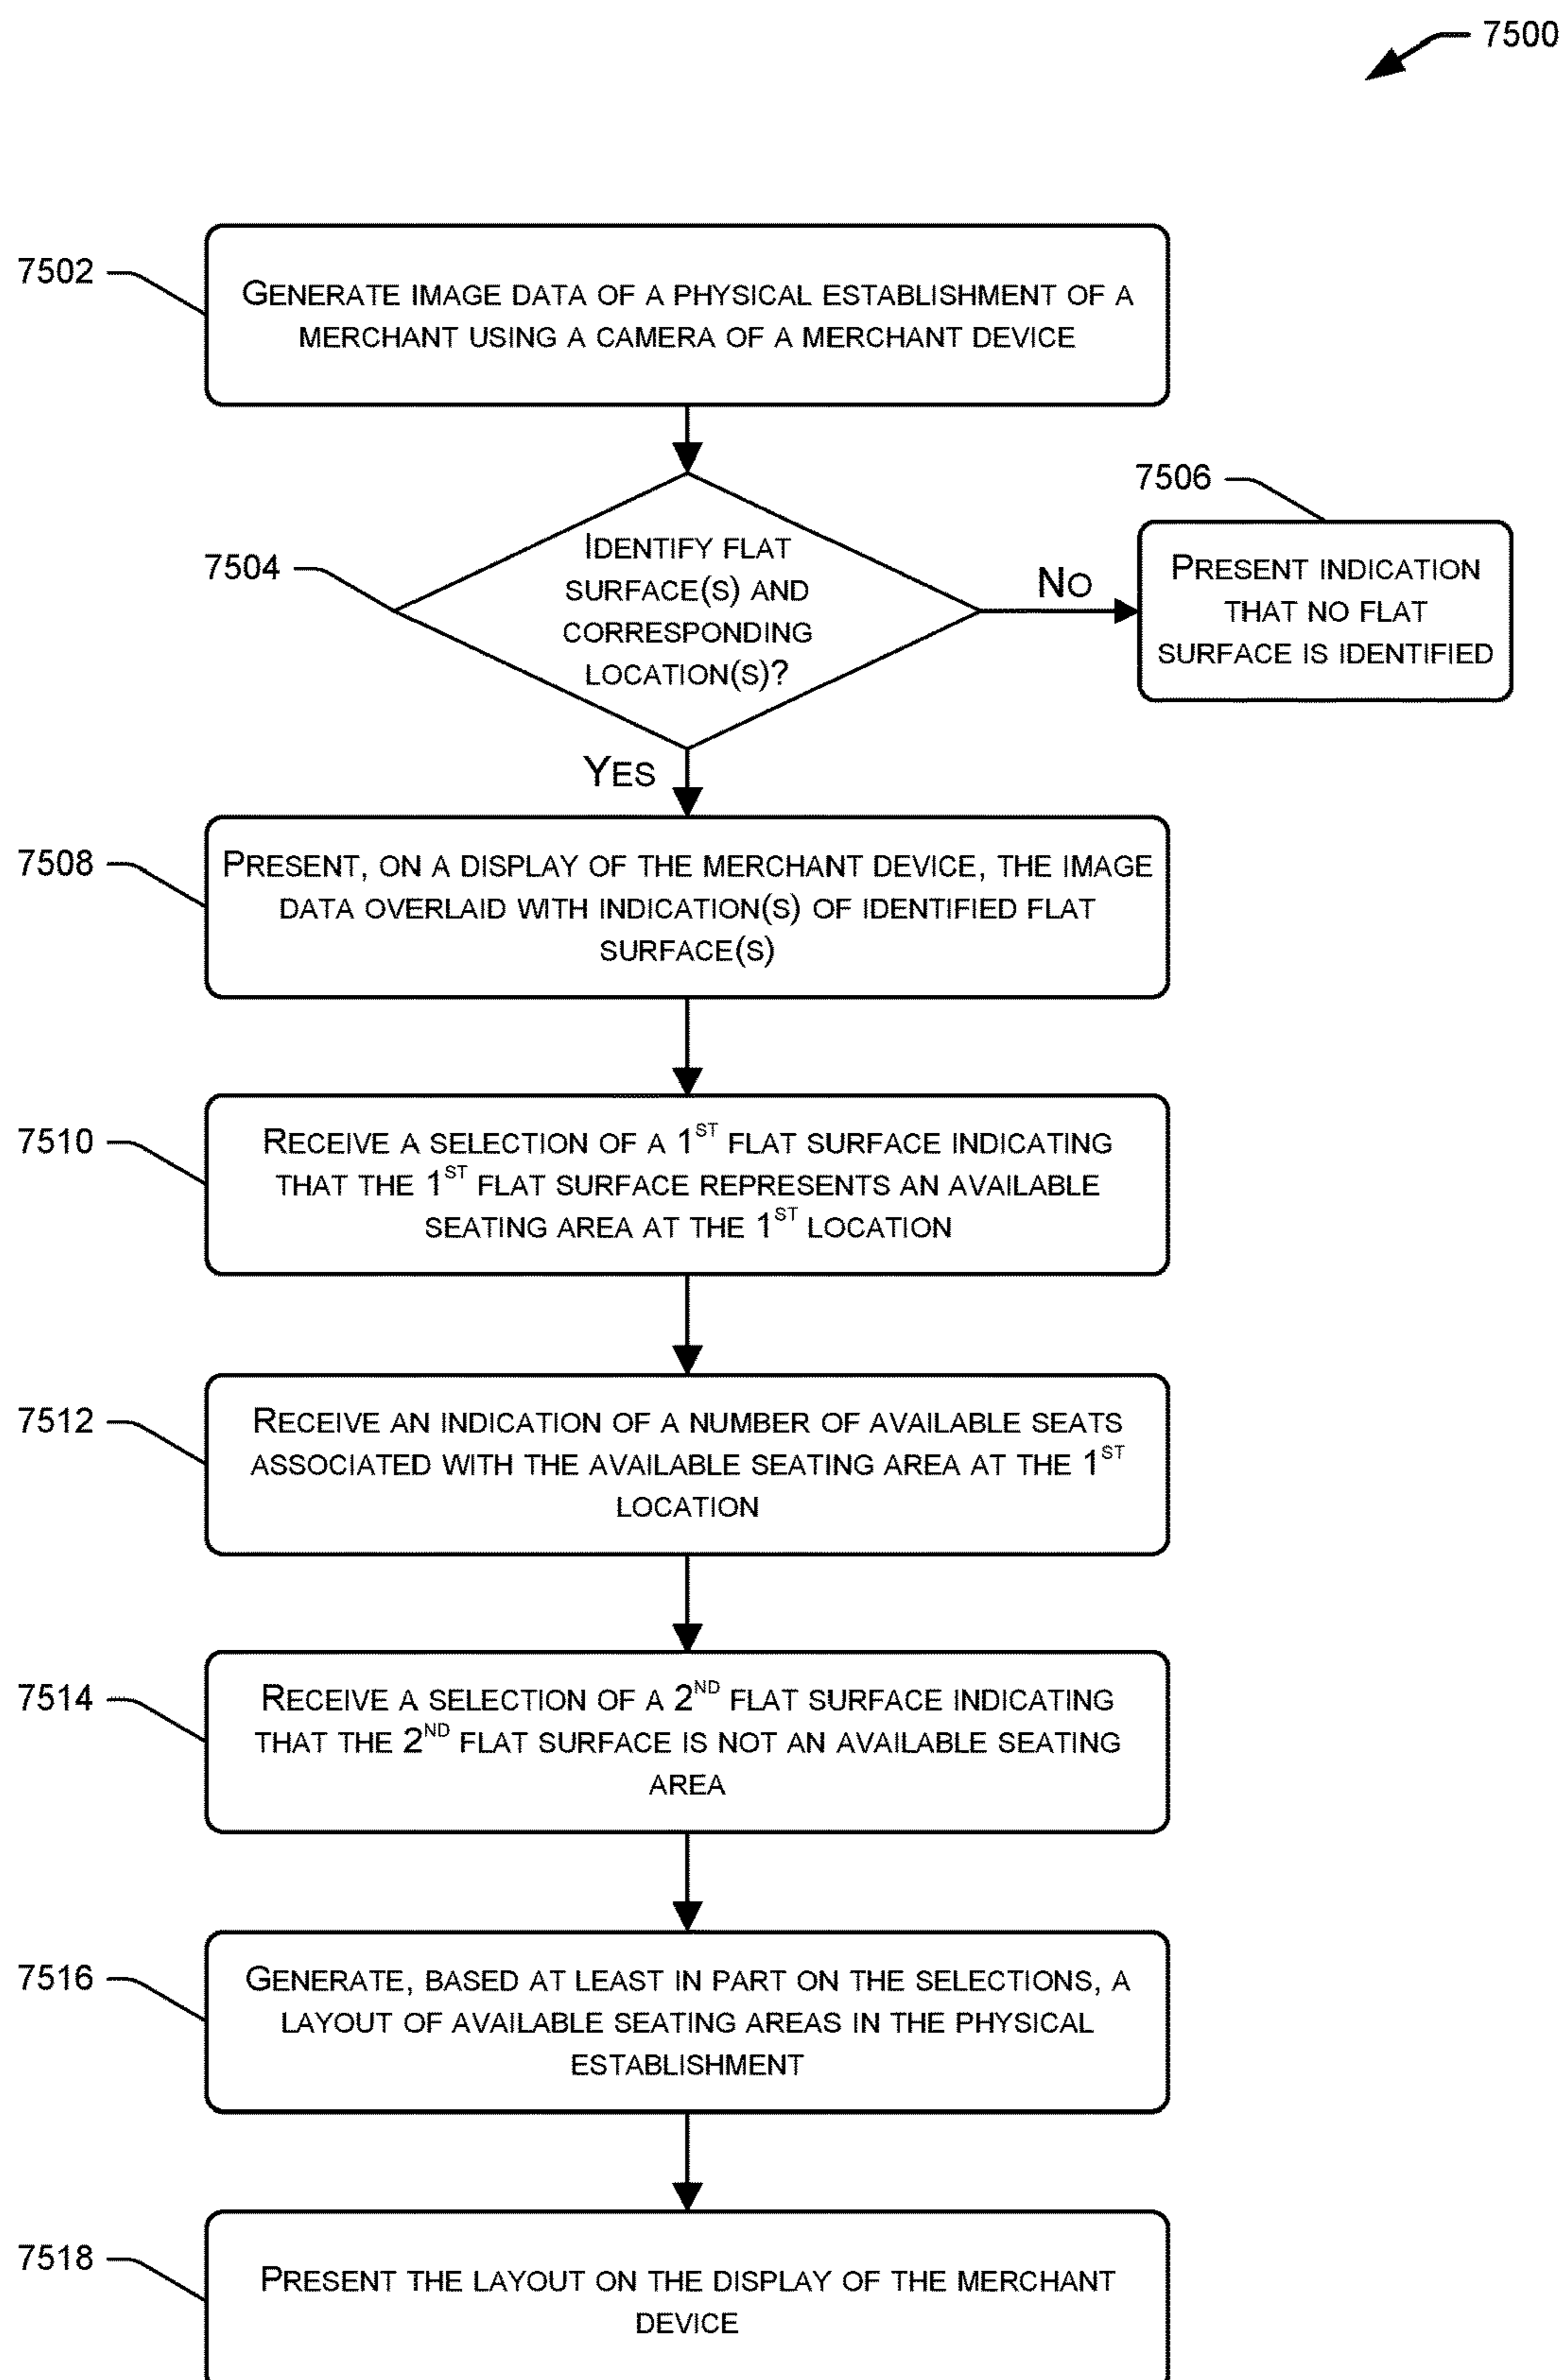 7500
7502
GENERATE IMAGE DATA OF A PHYSICAL ESTABLISHMENT OF A
MERCHANT USING A CAMERA OF A MERCHANT DEVICE
7504
IDENTIFY FLAT
SURFACE(S) AND
CORRESPONDING
LOCATION(S)?
NO
7506
PRESENT INDICATION
THAT NO FLAT
SURFACE IS IDENTIFIED
YES
7508
PRESENT, ON A DISPLAY OF THE MERCHANT DEVICE, THE IMAGE
DATA OVERLAID WITH INDICATION(S) OF IDENTIFIED FLAT
SURFACE(S)
7510
RECEIVE A SELECTION OF A 1ST FLAT SURFACE INDICATING
THAT THE 1ST FLAT SURFACE REPRESENTS AN AVAILABLE
SEATING AREA AT THE 1ST LOCATION
7512
RECEIVE AN INDICATION OF A NUMBER OF AVAILABLE SEATS
ASSOCIATED WITH THE AVAILABLE SEATING AREA AT THE 1ST
LOCATION
7514
RECEIVE A SELECTION OF A 2ND FLAT SURFACE INDICATING
THAT THE 2ND FLAT SURFACE IS NOT AN AVAILABLE SEATING
AREA
7516
GENERATE, BASED AT LEAST IN PART ON THE SELECTIONS, A
LAYOUT OF AVAILABLE SEATING AREAS IN THE PHYSICAL
ESTABLISHMENT
7518
PRESENT THE LAYOUT ON THE DISPLAY OF THE MERCHANT
DEVICE